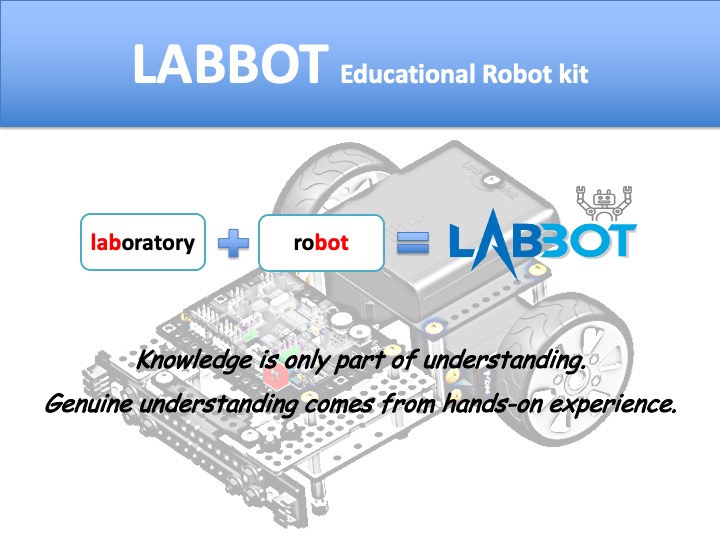 LABBOT Educational Robot kit
laboratory
robot
LABBOT
Knowledge is only part of understanding.
Genuine understanding comes from hands-on experience.